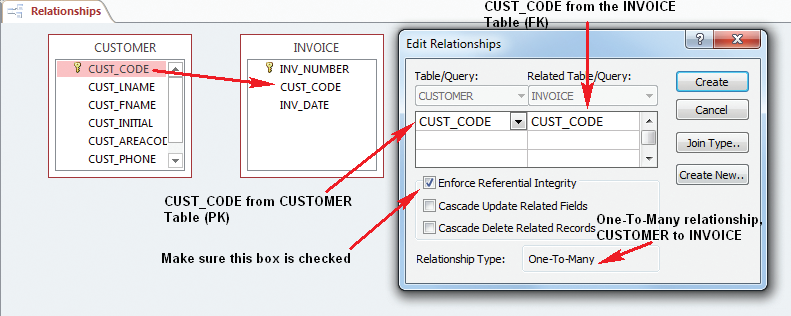 Relationships
CUST_CODE from the INVOICE
Table (FK)
CUSTOMER
CUST_CODE
CUST_LNAME
CUST_FNAME
CUST_INITIAL
CUST_AREACOD
CUST_PHONE
INVOICE
INV_NUMBER
CUST_CODE
INV_DATE
Edit Relationships
?
Table/Query:
Related Table/Query:
CUSTOMER
INVOICE
CUST_CODE
CUST_CODE
Create
Cancel
Join Type..
Create New..
Enforce Referential Integrity
Cascade Update Related Fields
Cascade Delete Related Records
Relationship Type:
One-To-Many
CUST_CODE from CUSTOMER
Table (PK)
Make sure this box is checked
One-To-Many relationship,
CUSTOMER to INVOICE